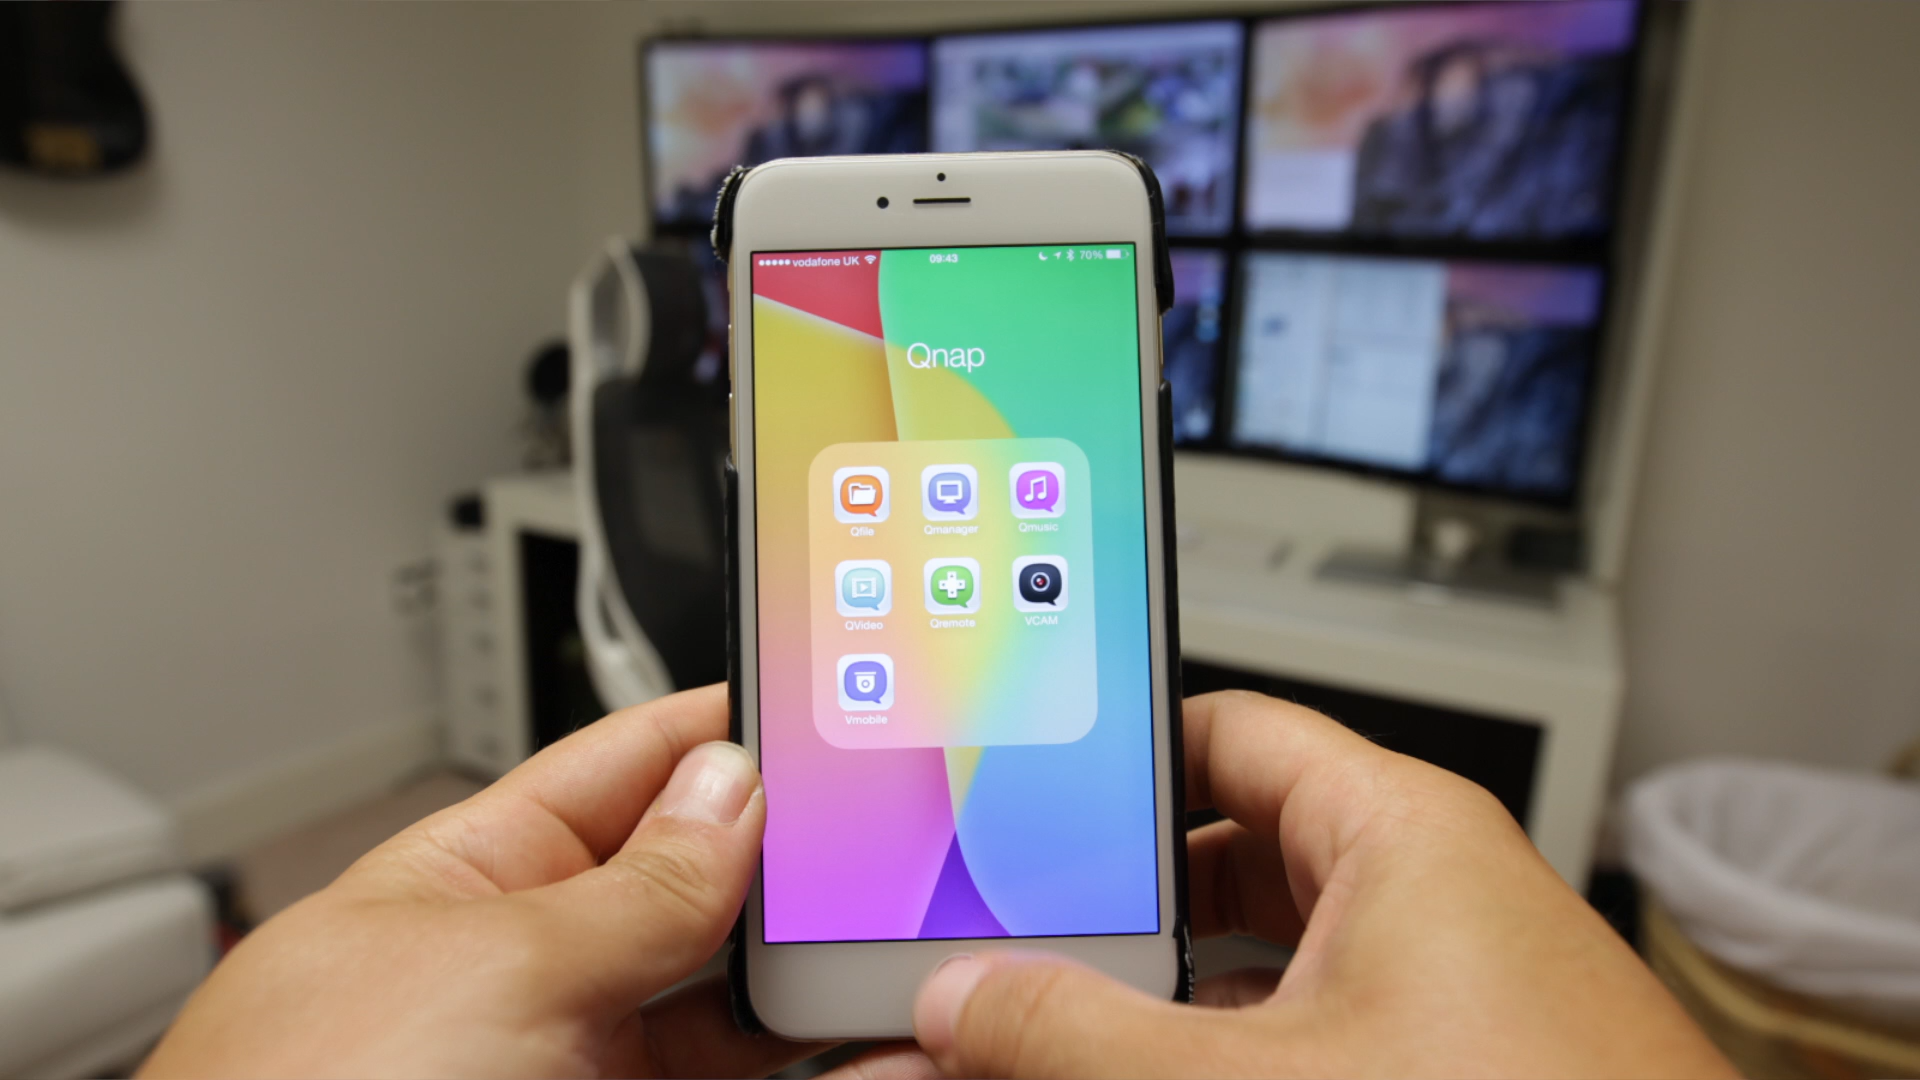 vodafone UK 09:43 70%
Qnap
Qfile Qmanager Qmusic
QVideo Qremote VCAM
Vmobile